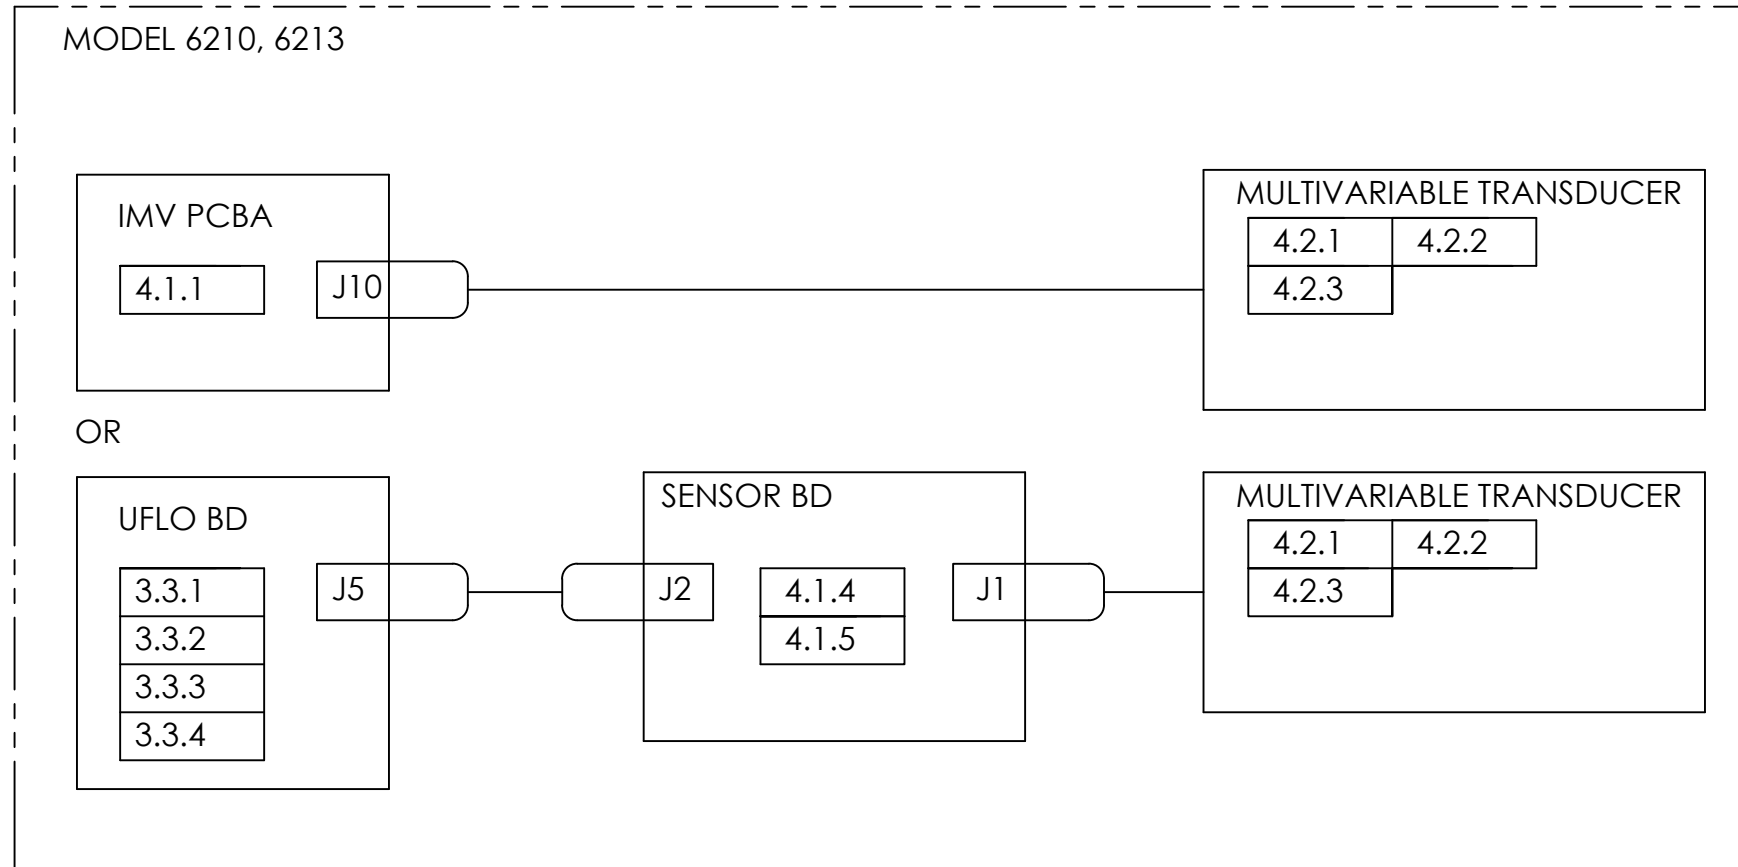 MODEL 6210, 6213
IMV PCBA
4.1.1
J10
MULTIVARIABLE TRANSDUCER
4.2.1 4.2.2
4.2.3
OR
UFLO BD
3.3.1
3.3.2
3.3.3
3.3.4
J5
SENSOR BD
J2
4.1.4
4.1.5
J1
MULTIVARIABLE TRANSDUCER
4.2.1 4.2.2
4.2.3